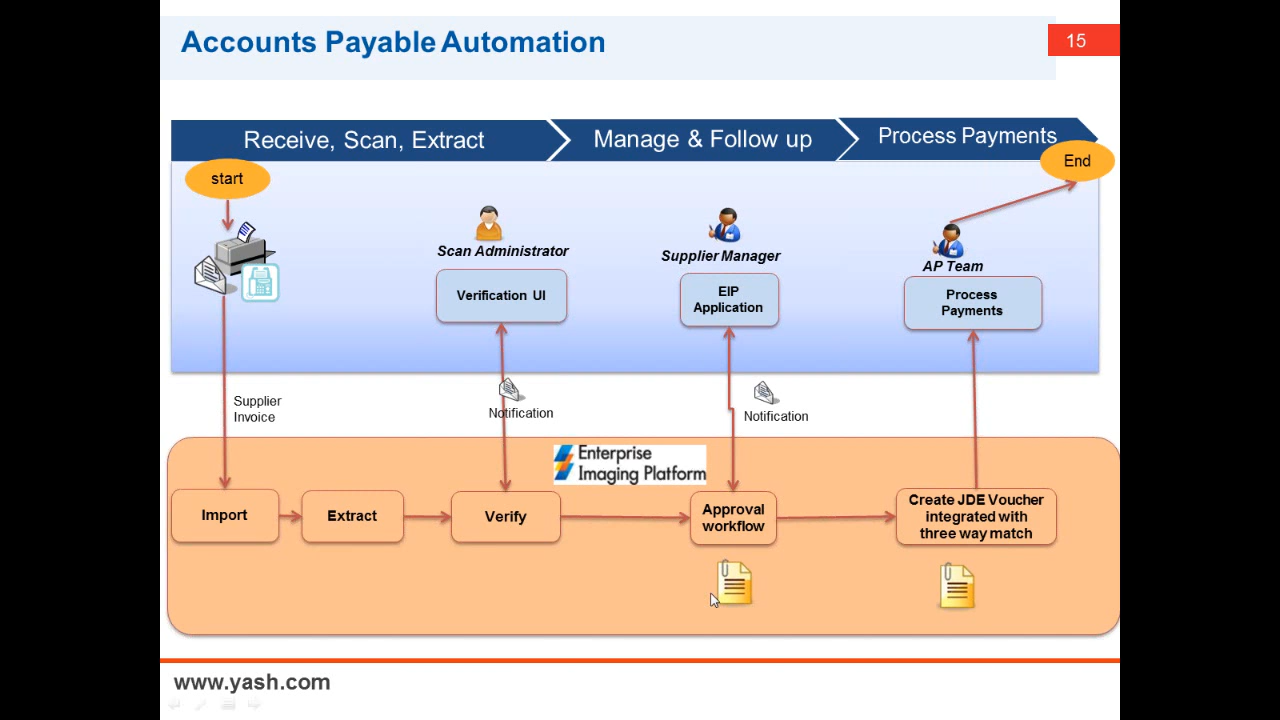 Accounts Payable Automation
15
Receive, Scan, Extract
Manage & Follow up
Process Payments
start
End
Scan Administrator
Supplier Manager
AP Team
Verification UI
EIP
Application
Process
Payments
Supplier
Invoice
Notification
Notification
Enterprise
Imaging Platform
Import
Extract
Verify
Approval
workflow
Create JDE Voucher
integrated with
three way match
www.yash.com